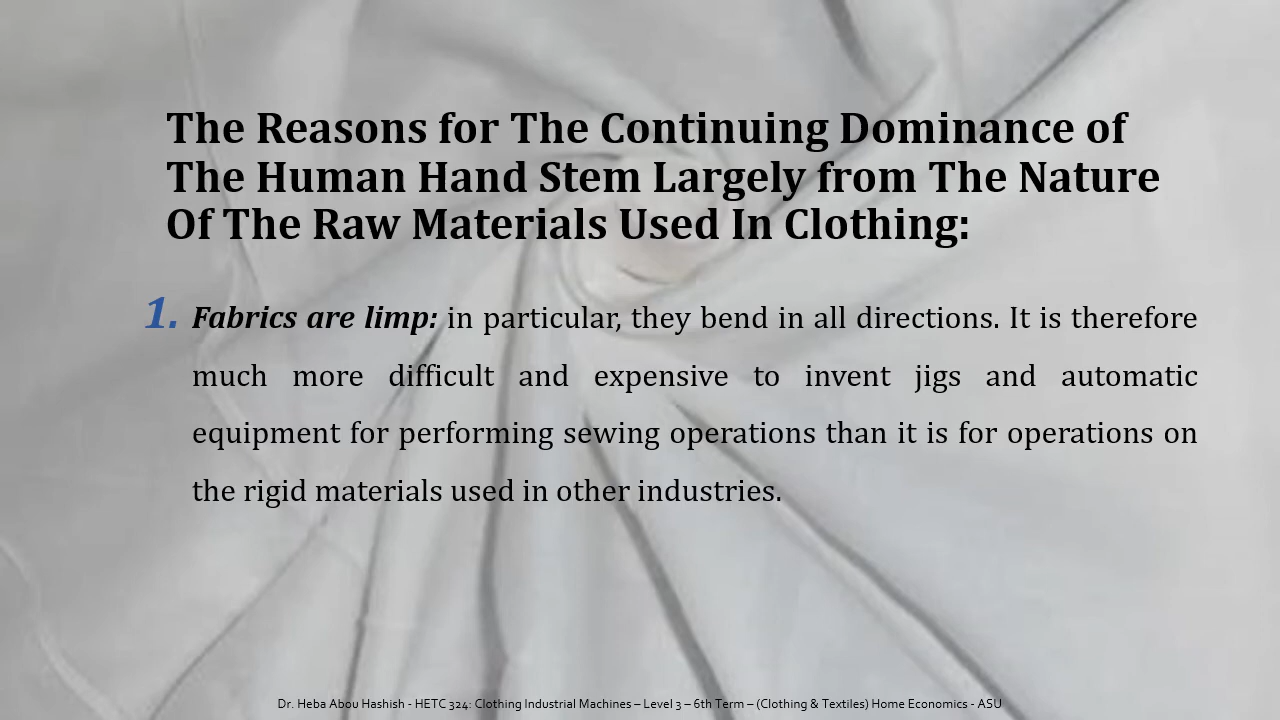 The Reasons for The Continuing Dominance of
The Human Hand Stem Largely from The Nature
Of The Raw Materials Used In Clothing:
1. Fabrics are limp: in particular, they bend in all directions. It is therefore
much more difficult and expensive to invent jigs and automatic
equipment for performing sewing operations than it is for operations on
the rigid materials used in other industries.
Dr. Heba Abou Hashish - HETC 324: Clothing Industrial Machines – Level 3 – 6th Term – (Clothing & Textiles) Home Economics - ASU